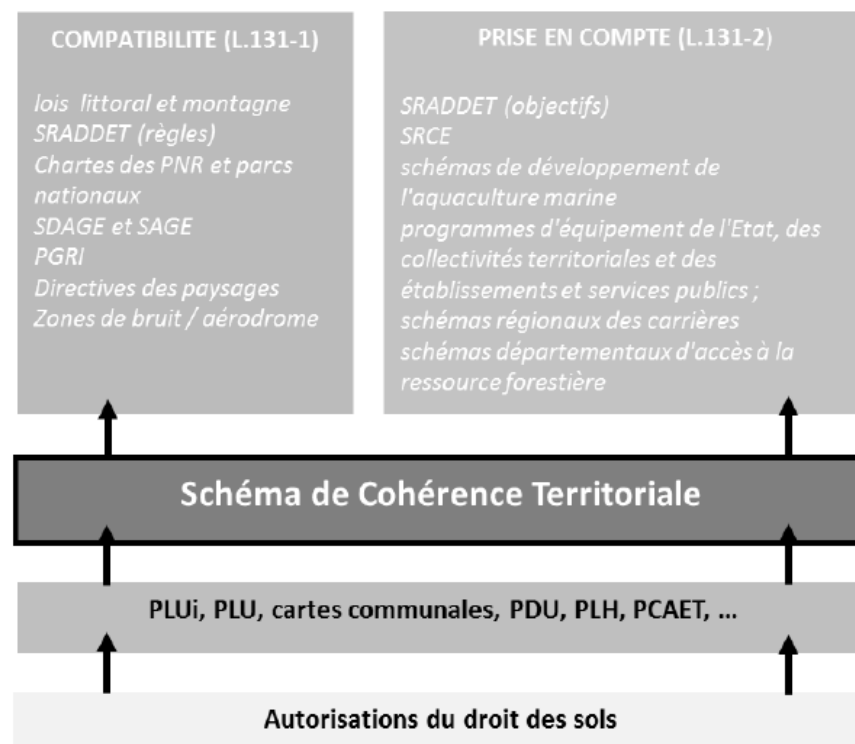 COMPATIBILITE (L.131-1)
lois  littoral et montagne
SRADDET (règles)
Chartes des PNR et parcs
nationaux
SDAGE et SAGE
PGRI
Directives des paysages
Zones de bruit / aérodrome
PRISE EN COMPTE (L.131-2)
SRADDET (objectifs)
SRCE
schémas de développement de
l'aquaculture marine
programmes d'équipement de l'Etat, des
collectivités territoriales et des
établissements et services publics ;
schémas régionaux des carrières
schémas départementaux d'accès à la
ressource forestière
Schéma de Cohérence Territoriale
PLUi, PLU, cartes communales, PDU, PLH, PCAET, ...
Autorisations du droit des sols